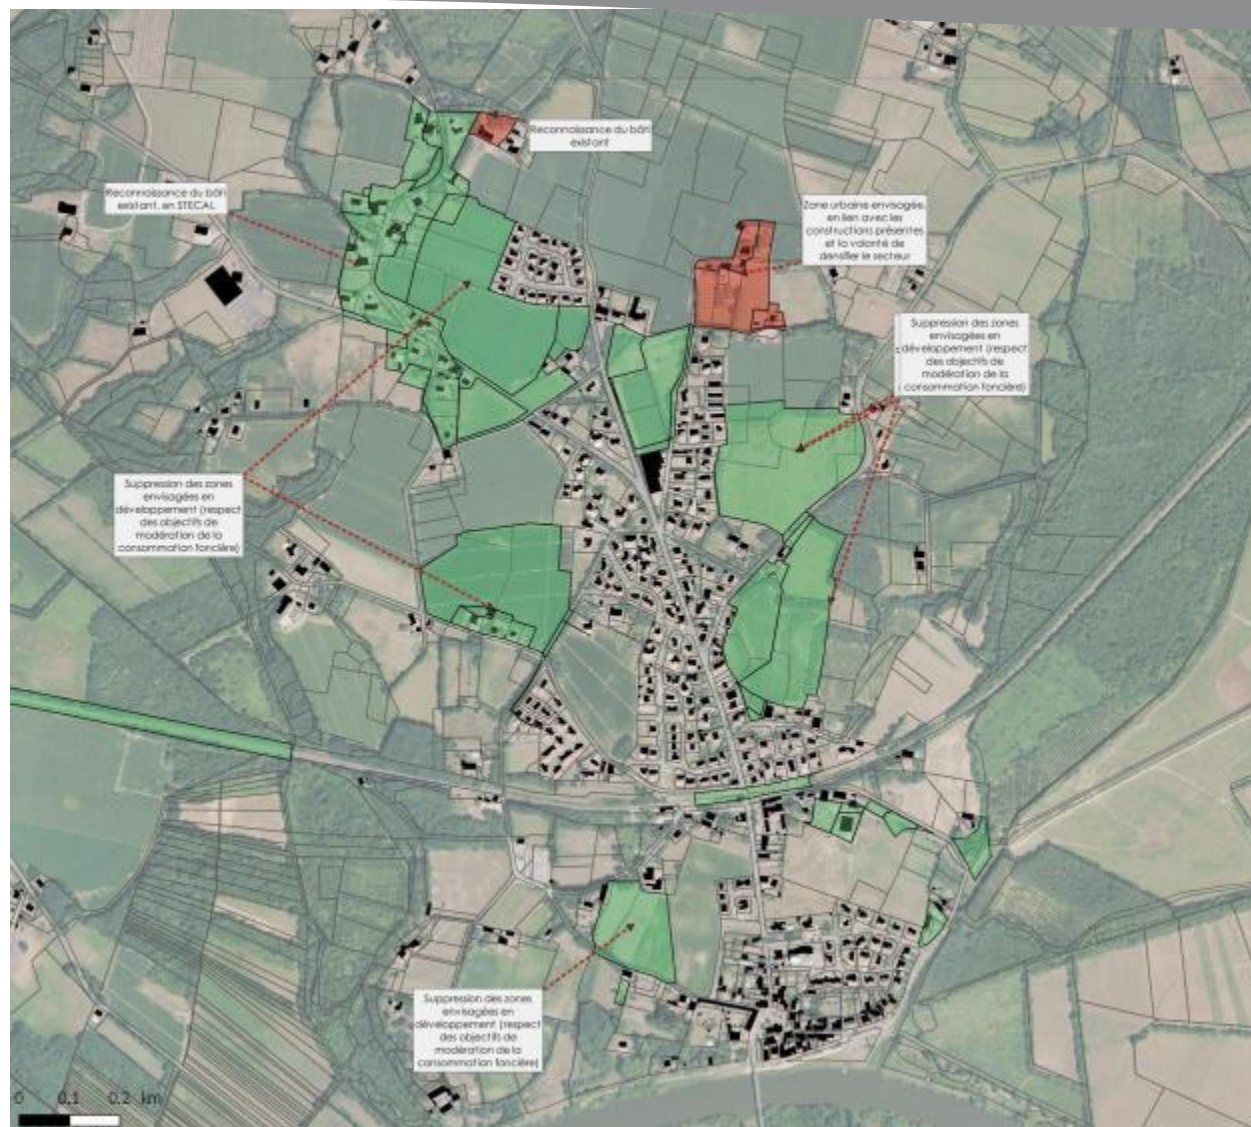 Reconnaissance du bâti
existant
Reconnaissance du bâti
existant, en STECAL
Zone urbaine envisagée,
en lien avec les
constructions présentes
et la volonté de
densifier le secteur
Suppression des zones
envisagées en
développement (respect
des objectifs de
modération de la
consommation foncière)
Suppression des zones
envisagées en
développement (respect
des objectifs de
modération de la
consommation foncière)
Suppression des zones
envisagées en
développement (respect
des objectifs de
modération de la
consommation foncière)
0 0.1 0.2 km